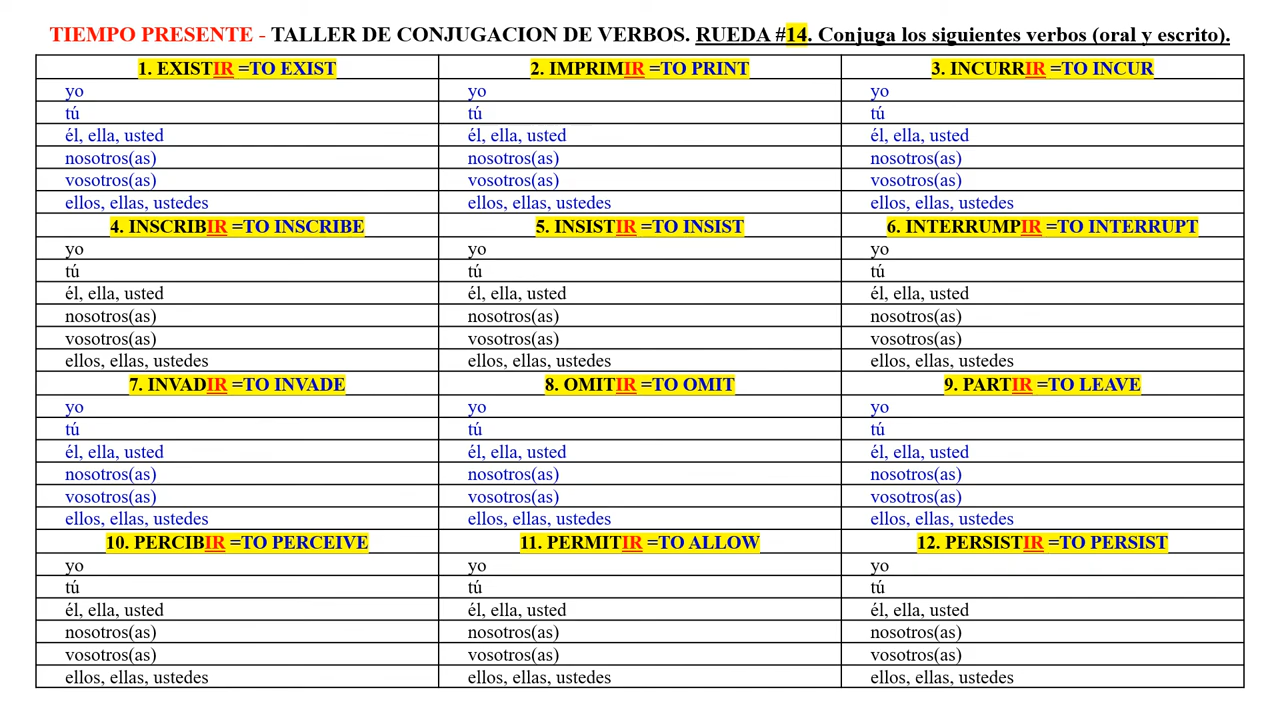 TIEMPO PRESENTE - TALLER DE CONJUGACION DE VERBOS. RUEDA #14. Conjuga los siguientes verbos (oral y escrito).
1. EXISTIR =TO EXIST 2. IMPRIMIR =TO PRINT 3. INCURRIR =TO INCUR
yo yo yo
tú tú tú
él, ella, usted él, ella, usted él, ella, usted
nosotros(as) nosotros(as) nosotros(as)
vosotros(as) vosotros(as) vosotros(as)
ellos, ellas, ustedes ellos, ellas, ustedes ellos, ellas, ustedes
4. INSCRIBIR =TO INSCRIBE 5. INSISTIR =TO INSIST 6. INTERRUMPIR =TO INTERRUPT
yo yo yo
tú tú tú
él, ella, usted él, ella, usted él, ella, usted
nosotros(as) nosotros(as) nosotros(as)
vosotros(as) vosotros(as) vosotros(as)
ellos, ellas, ustedes ellos, ellas, ustedes ellos, ellas, ustedes
7. INVADIR =TO INVADE 8. OMITIR =TO OMIT 9. PARTIR =TO LEAVE
yo yo yo
tú tú tú
él, ella, usted él, ella, usted él, ella, usted
nosotros(as) nosotros(as) nosotros(as)
vosotros(as) vosotros(as) vosotros(as)
ellos, ellas, ustedes ellos, ellas, ustedes ellos, ellas, ustedes
10. PERCIBIR =TO PERCEIVE 11. PERMITIR =TO ALLOW 12. PERSISTIR =TO PERSIST
yo yo yo
tú tú tú
él, ella, usted él, ella, usted él, ella, usted
nosotros(as) nosotros(as) nosotros(as)
vosotros(as) vosotros(as) vosotros(as)
ellos, ellas, ustedes ellos, ellas, ustedes ellos, ellas, ustedes